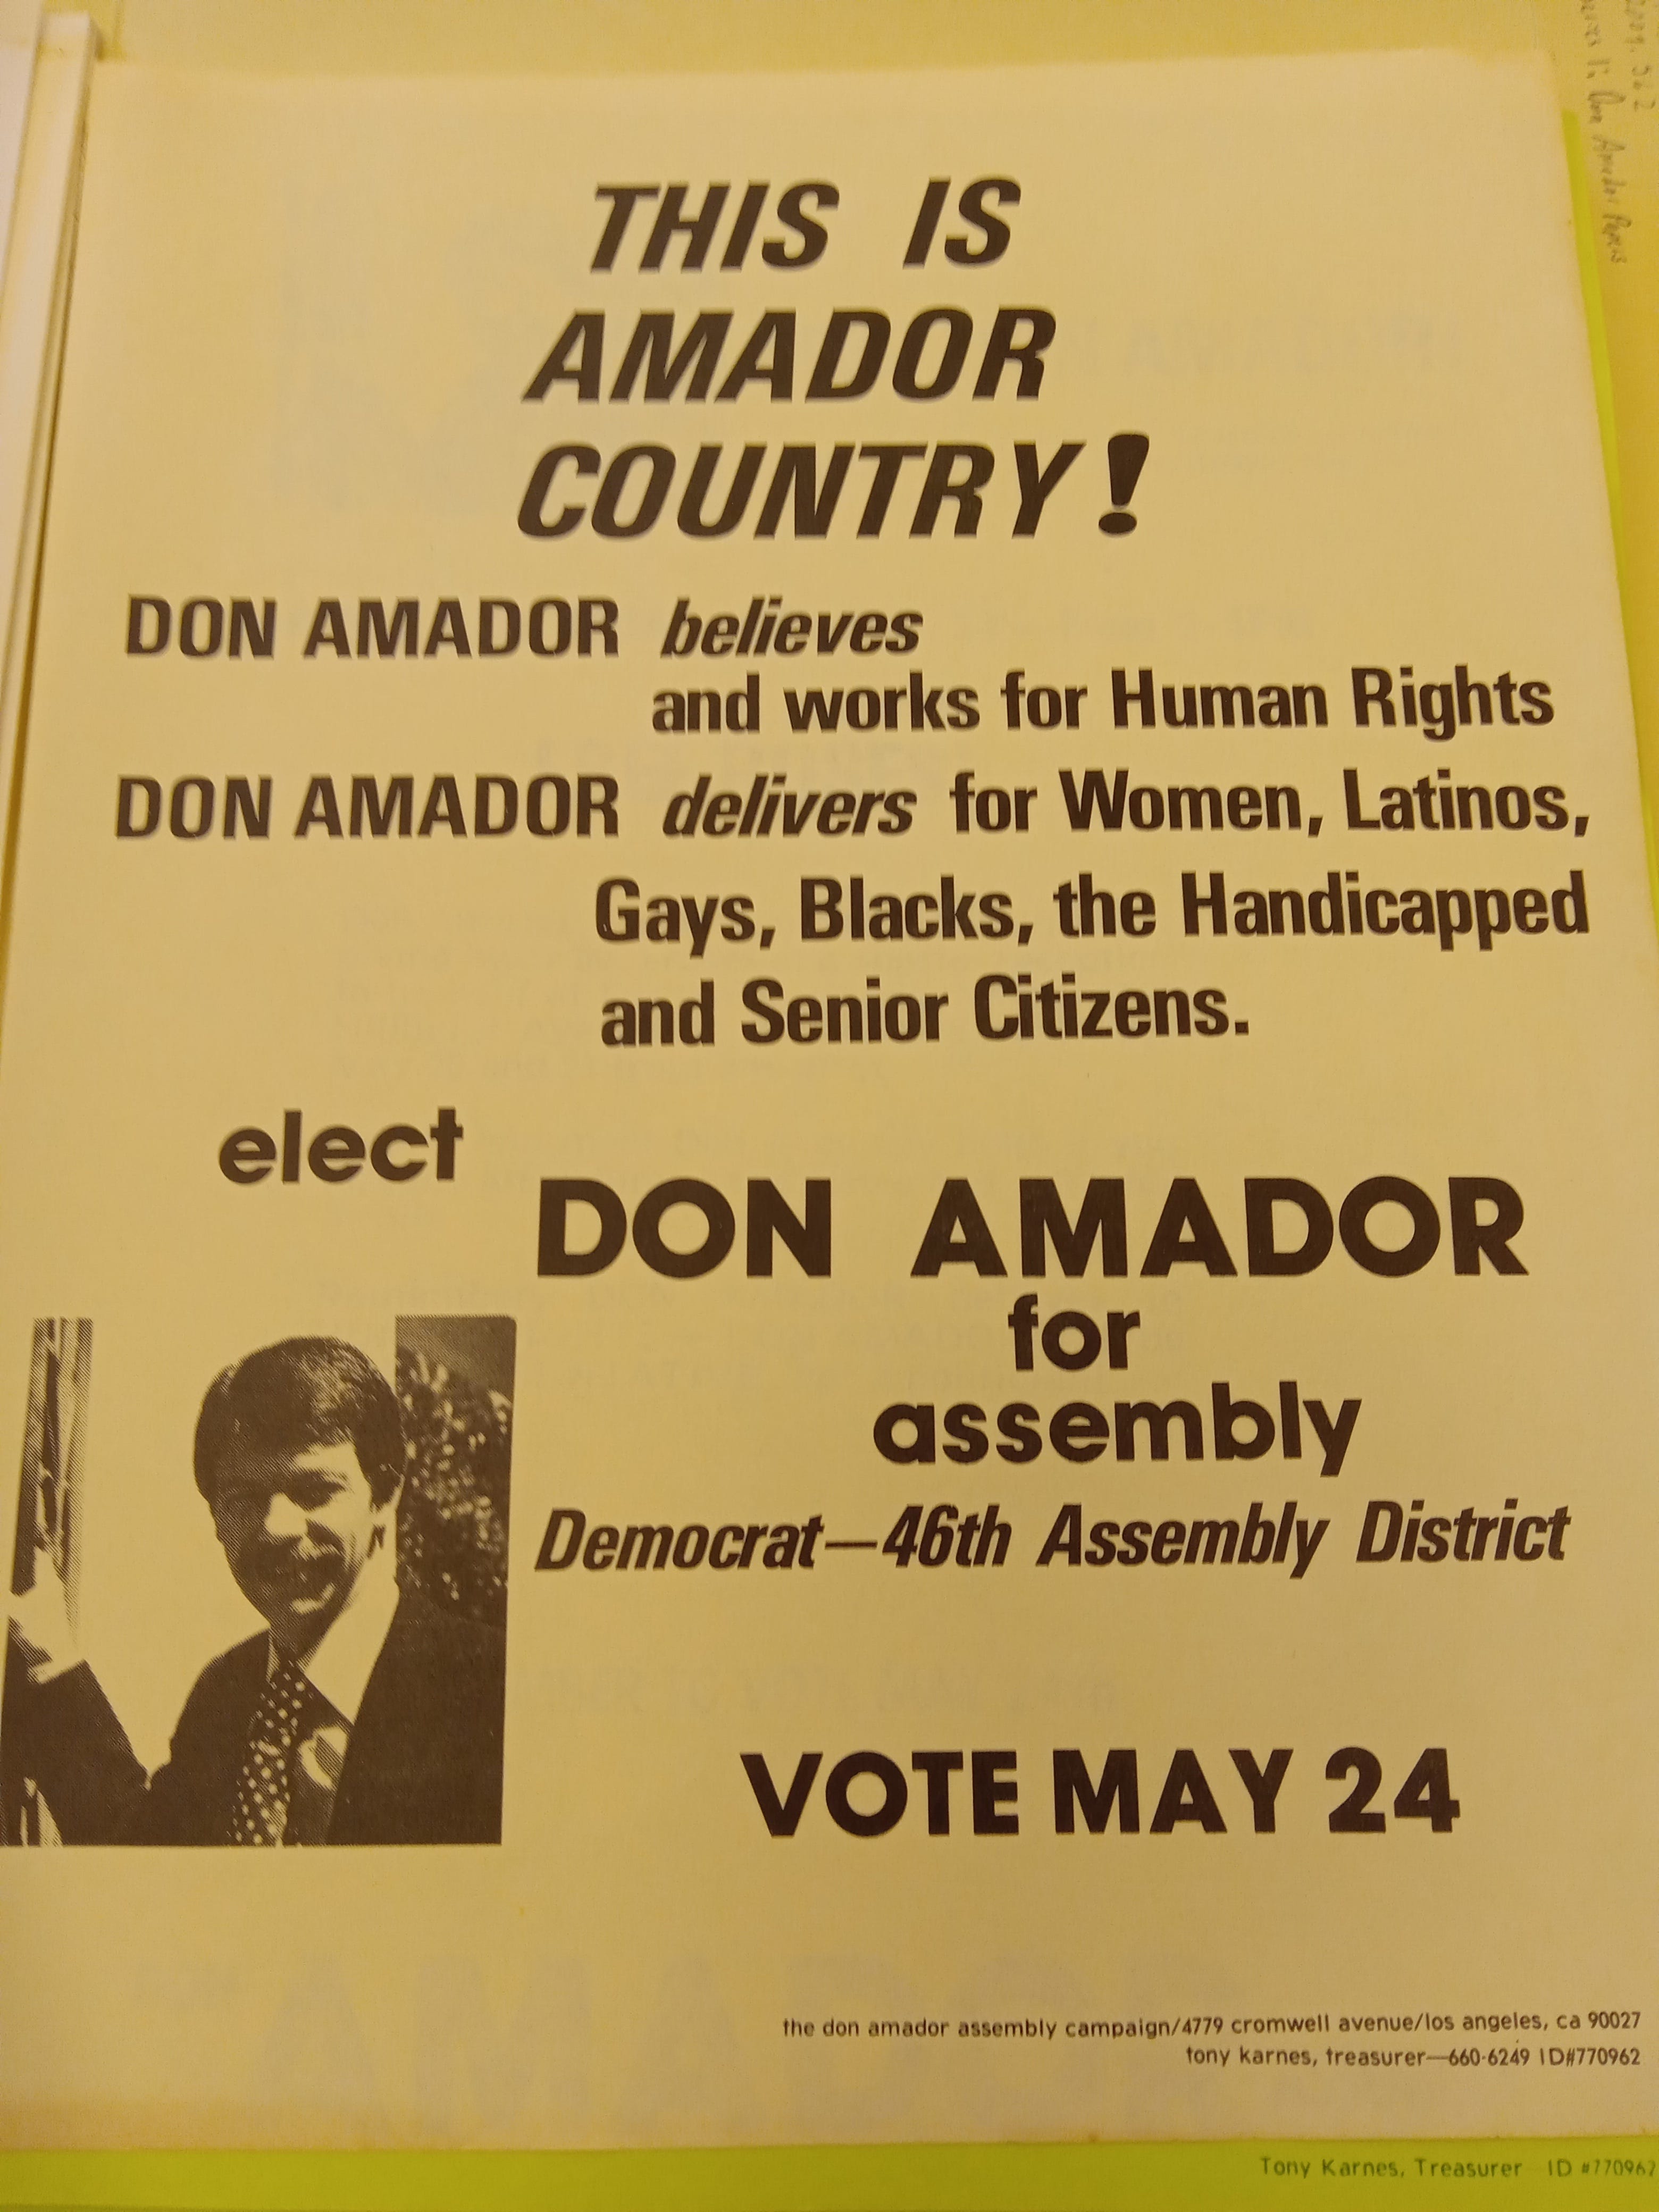 THIS IS
AMADOR
COUNTRY!
DON AMADOR believes
and works for Human Rights
DON AMADOR delivers for Women, Latinos,
Gays, Blacks, the Handicapped
and Senior Citizens.
elect
DON AMADOR
for
assembly
Democrat—46th Assembly District
VOTE MAY 24
the don amador assembly campaign/4779 cromwell avenue/los angeles, ca 90027
tony karnes, treasurer—660-6249 ID#770962
Tony Karnes, Treasurer ID #770962
Don Amador Papers